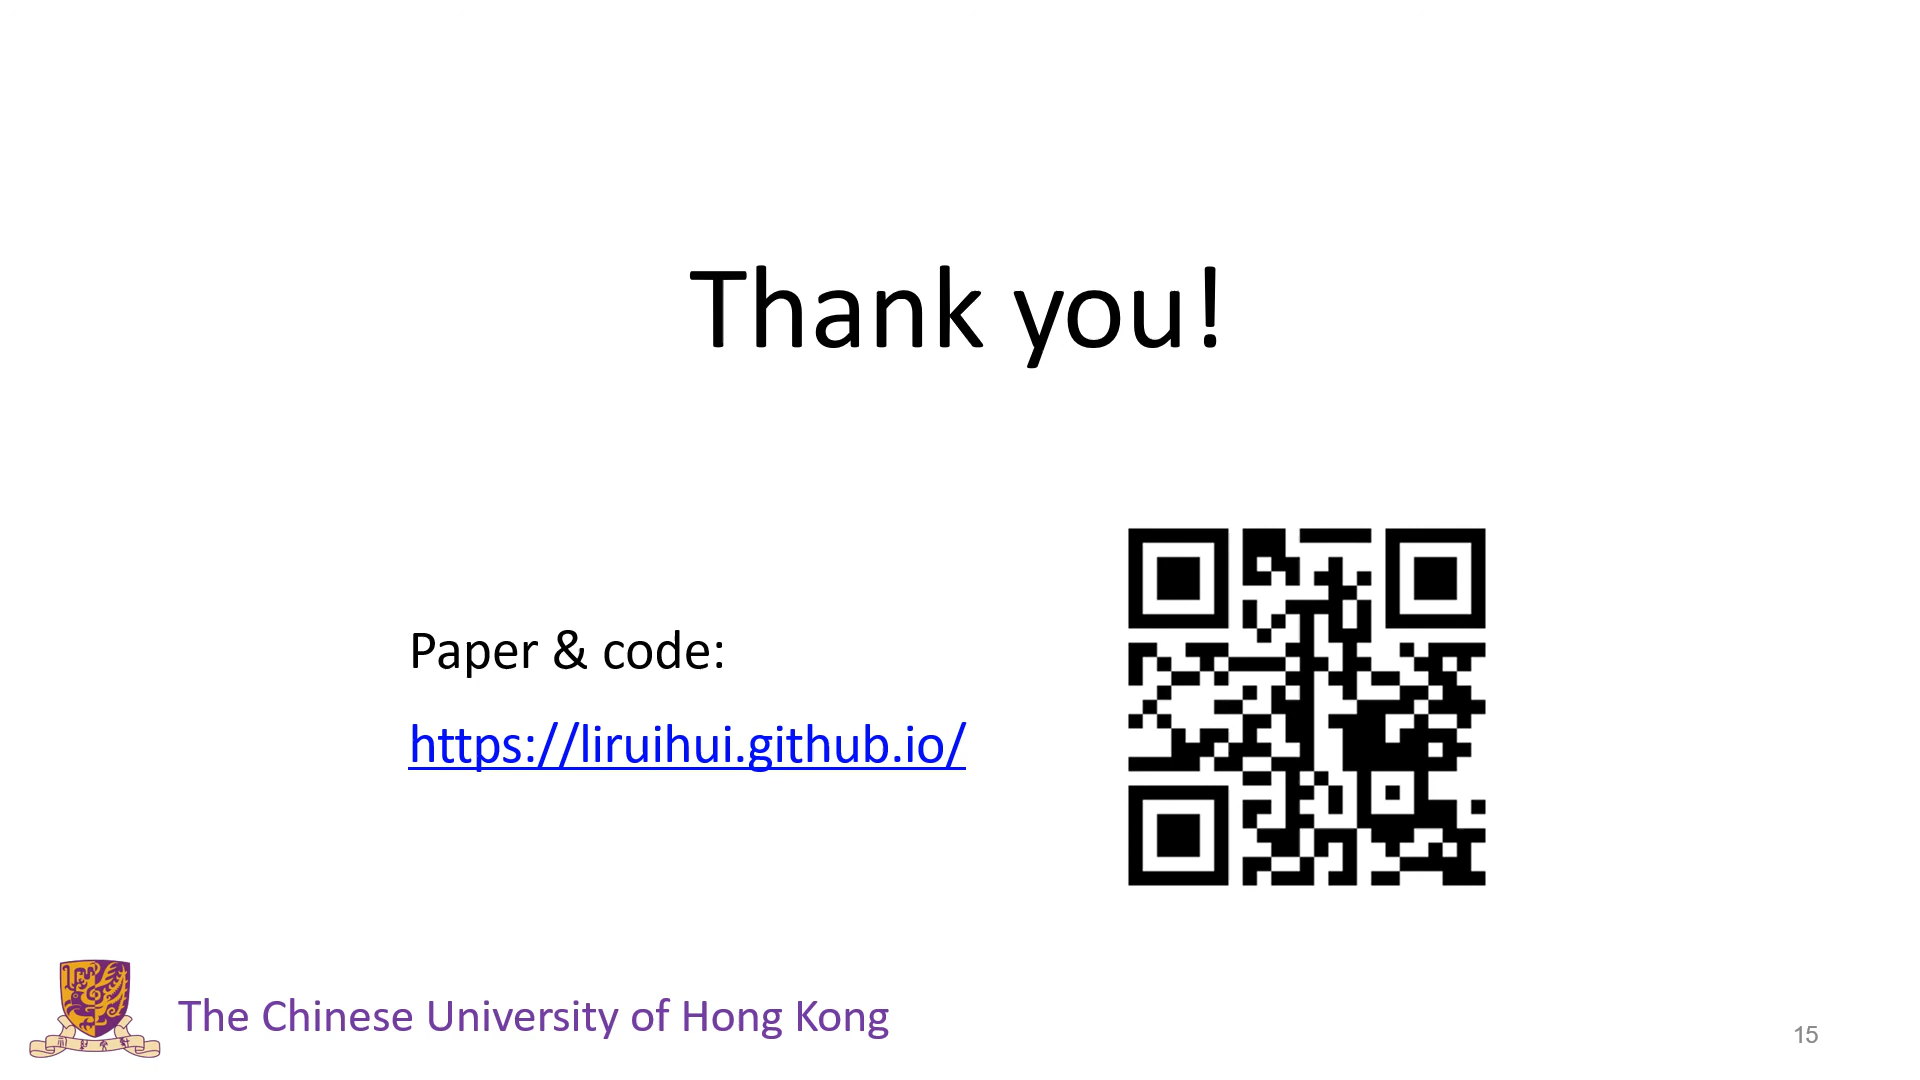 Thank you!
Paper & code:
https://liruihui.github.io/
The Chinese University of Hong Kong
15